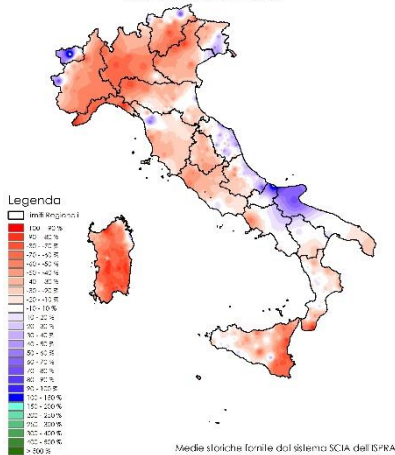 Legenda
Limiti Regionali
-100 - -90 %
-90 - -80 %
-80 - -70 %
-70 - -60 %
-60 - -50 %
-50 - -40 %
-40 - -30 %
-30 - -20 %
-20 - -10 %
-10 - 10 %
10 - 20 %
20 - 30 %
30 - 40 %
40 - 50 %
50 - 60 %
60 - 70 %
70 - 80 %
80 - 90 %
90 - 100 %
100 - 150 %
150 - 200 %
200 - 250 %
250 - 300 %
300 - 400 %
400 - 500 %
> 500 %
Medie storiche fornite dal sistema SCIA dell'ISPRA